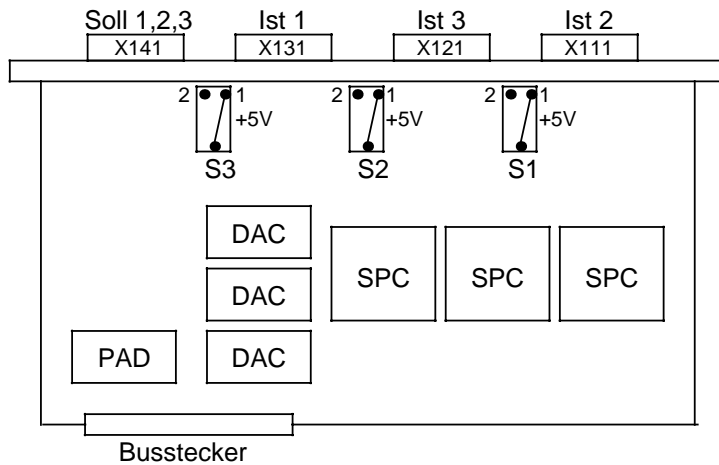 Soll 1,2,3 Ist 1 Ist 3 Ist 2
X141 X131 X121 X111
2 1 2 1 2 1
+5V +5V +5V
S3 S2 S1
DAC
SPC SPC SPC
DAC
PAD DAC
Busstecker